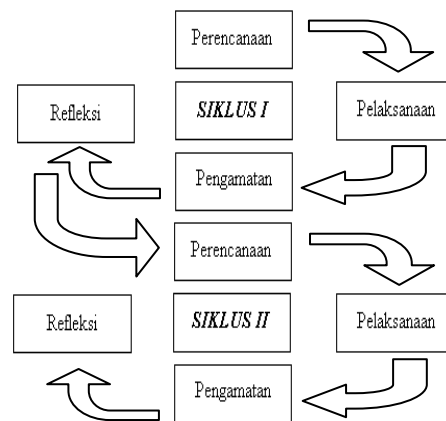 Perencanaan
Refleksi
SIKLUS I
Pelaksanaan
Pengamatan
Perencanaan
Refleksi
SIKLUS II
Pelaksanaan
Pengamatan